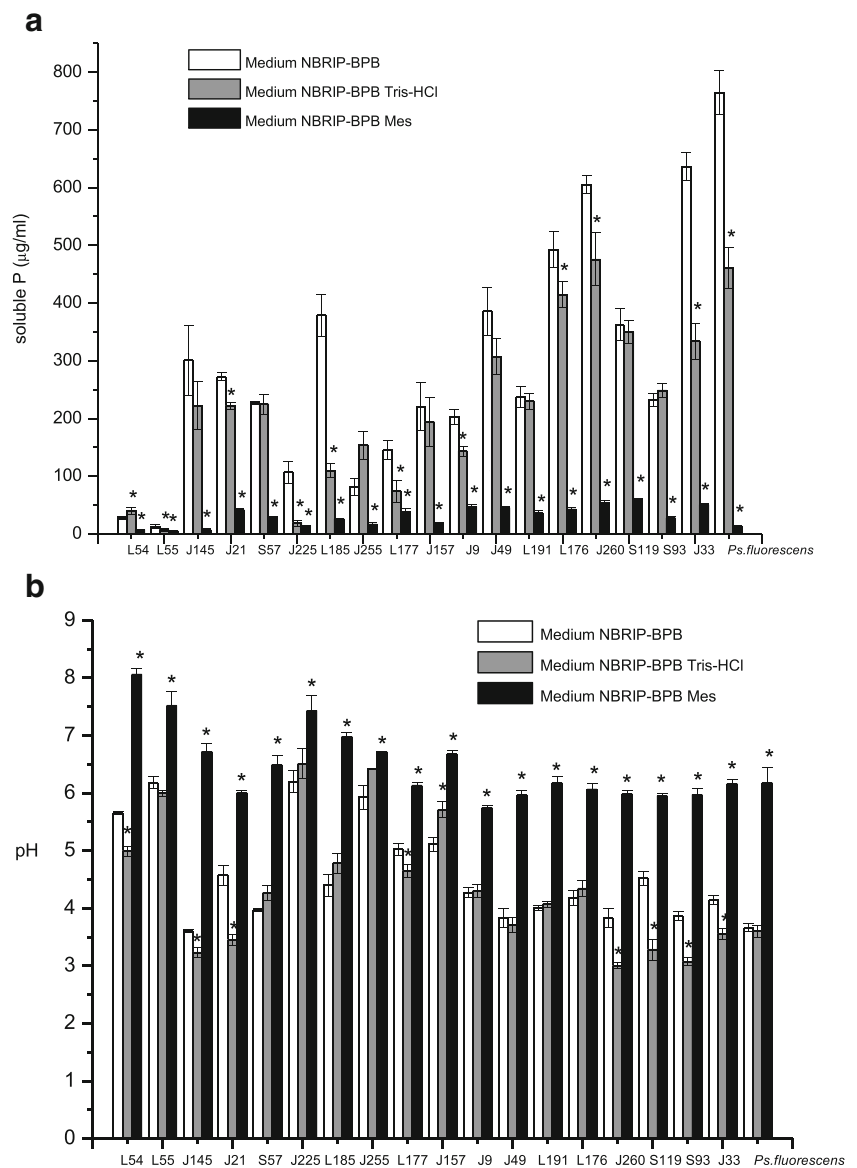 a
Medium NBRIP-BPB
Medium NBRIP-BPB Tris-HCl
Medium NBRIP-BPB Mes
soluble P (μg/ml)
800
700
600
500
400
300
200
100
0
* * * * * * * * * * * * * * * * * * * * * * * * * * * * *
L54 L55 J145 J21 S57 J225 L185 J255 L177 J157 J9 J49 L191 L176 J260 S119 S93 J33 Ps.fluorescens
b
Medium NBRIP-BPB
Medium NBRIP-BPB Tris-HCl
Medium NBRIP-BPB Mes
pH
9
8
7
6
5
4
3
2
1
0
* * * * * * * * * * * * * * * * * * * * * * * * * * * *
L54 L55 J145 J21 S57 J225 L185 J255 L177 J157 J9 J49 L191 L176 J260 S119 S93 J33 Ps.fluorescens